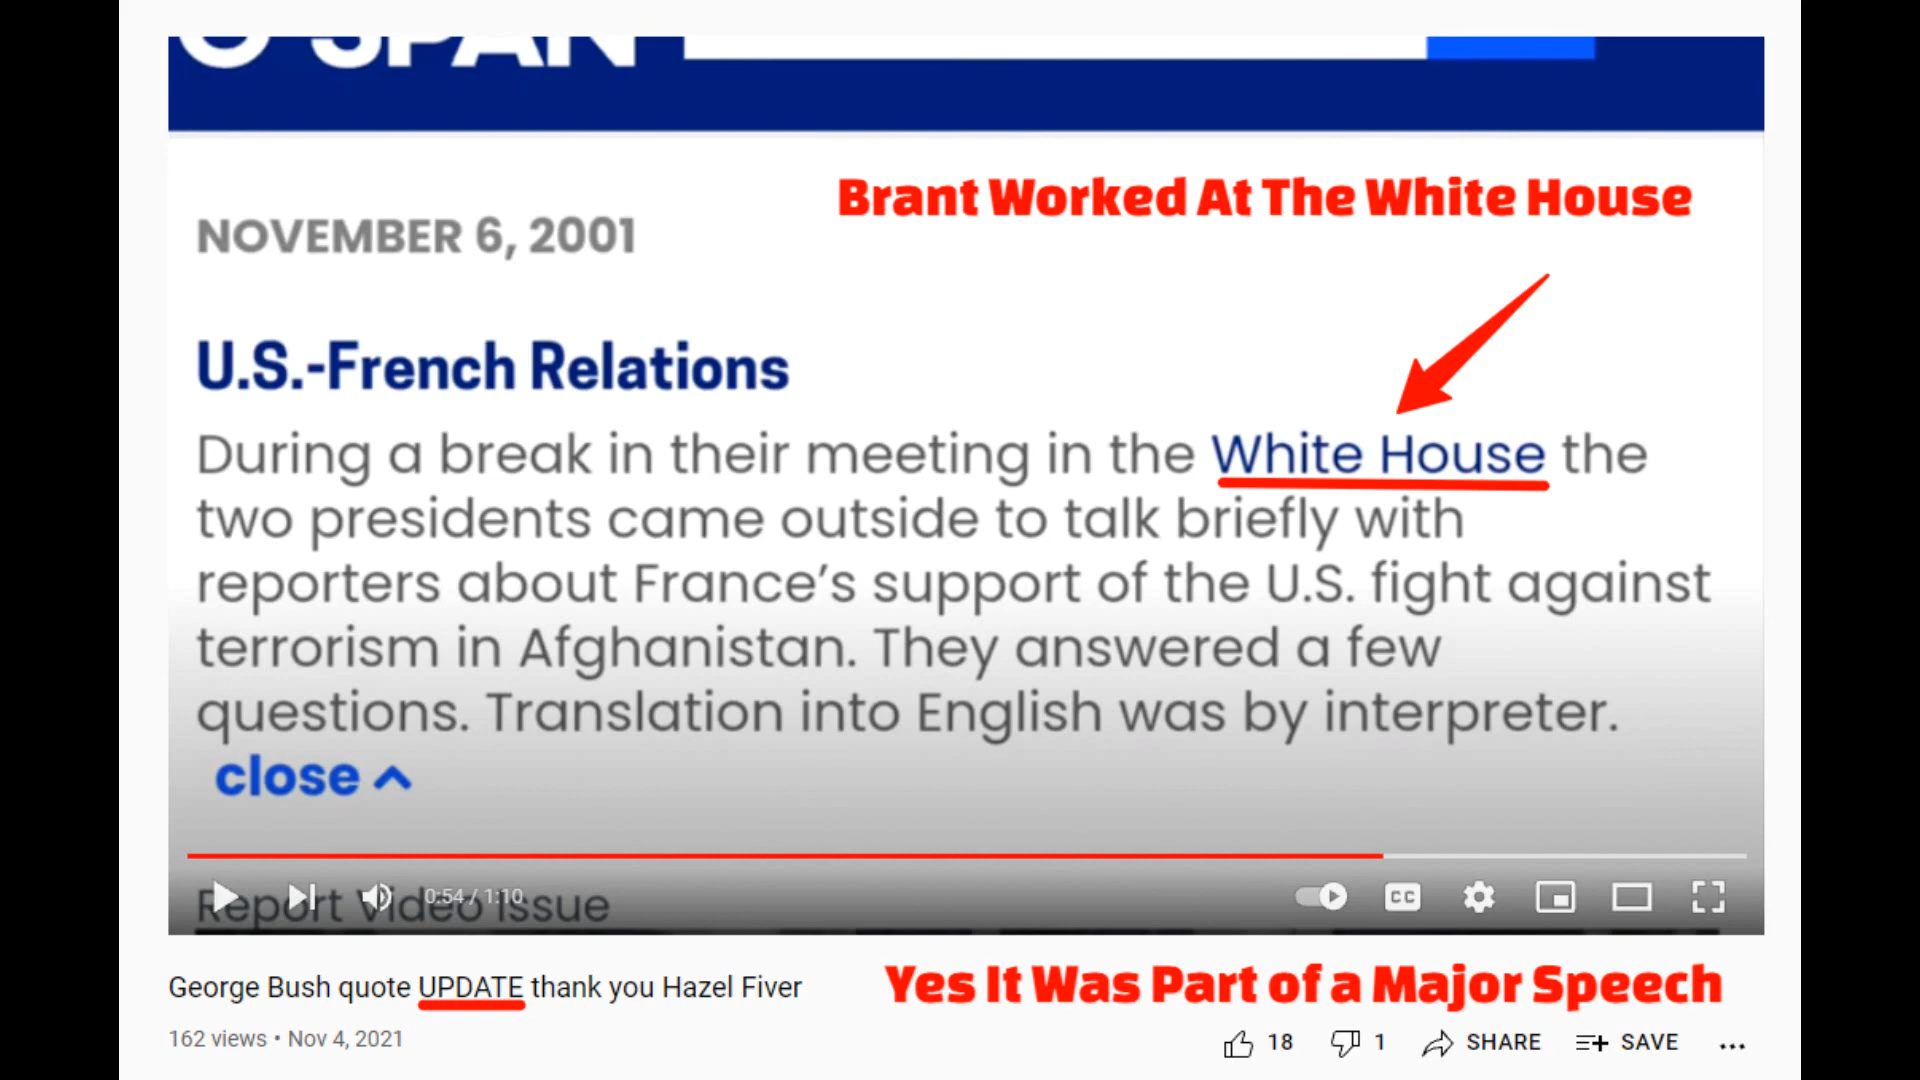 C-SPAN
Brant Worked At The White House
NOVEMBER 6, 2001
U.S.-French Relations
During a break in their meeting in the White House the
two presidents came outside to talk briefly with
reporters about France’s support of the U.S. fight against
terrorism in Afghanistan. They answered a few
questions. Translation into English was by interpreter.
close
Report Video Issue
0:54 / 1:10
CC
George Bush quote UPDATE thank you Hazel Fiver
Yes It Was Part of a Major Speech
162 views • Nov 4, 2021
18 1 SHARE SAVE ...